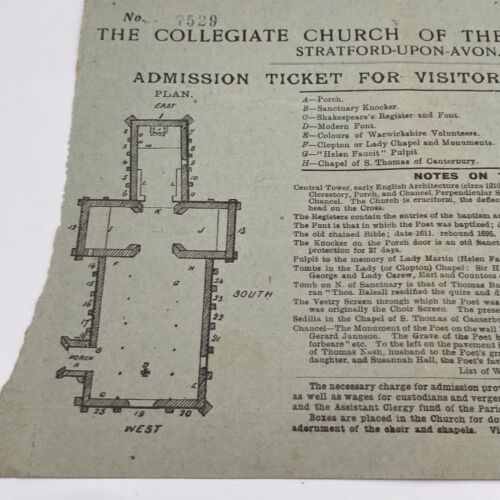 No. 7529
THE COLLEGIATE CHURCH OF THE
STRATFORD-UPON-AVON.
ADMISSION TICKET FOR VISITOR
PLAN.
EAST
A—Porch.
B—Sanctuary Knocker.
C—Shakespeare's Register and Font.
D—Modern Font.
E—Colours of Warwickshire Volunteers.
F—Clopton or Lady Chapel and Monuments.
G—"Helen Faucit" Pulpit
H—Chapel of S. Thomas of Canterbury.
NOTES ON T
Central Tower, early English Architecture (circa 1210
Clerestory, Porch, and Chancel Perpendicular S
Chancel. The Church is cruciform, the deflec
head on the Cross.
The Registers contain the entries of the baptism a
The Font is that in which the Poet was baptized;
The old chained Bible; date 1611. rebound 1695,
The Knocker on the Porch door is an old Sanct
protection for 37 days.
Pulpit to the memory of Lady Martin (Helen Fa
Tombs in the Lady (or Clopton) Chapel: Sir H
George and Lady Carew, Earl and Countess
Tomb on N. of Sanctuary is that of Thomas Ba
ran "Thos. Balsall reedified the quire and d
The Vestry Screen through which the Poet wa
was originally the Choir Screen. The prese
Sedilia in the Chapel of S. Thomas of Canterbur
Chancel—The Monument of the Poet on the wall
Gerard Jannson. The Grave of the Poet b
forbeare" etc. To the left on the pavement i
of Thomas Nash, husband to the Poet's gr
daughter, and Susannah Hall, the Poet's favo
List of W
The necessary charge for admission prov
as well as wages for custodians and verger
and the Assistant Clergy fund of the Paris
Boxes are placed in the Church for do
adornment of the choir and chapels. Vi
SOUTH
PORCH
A
WEST